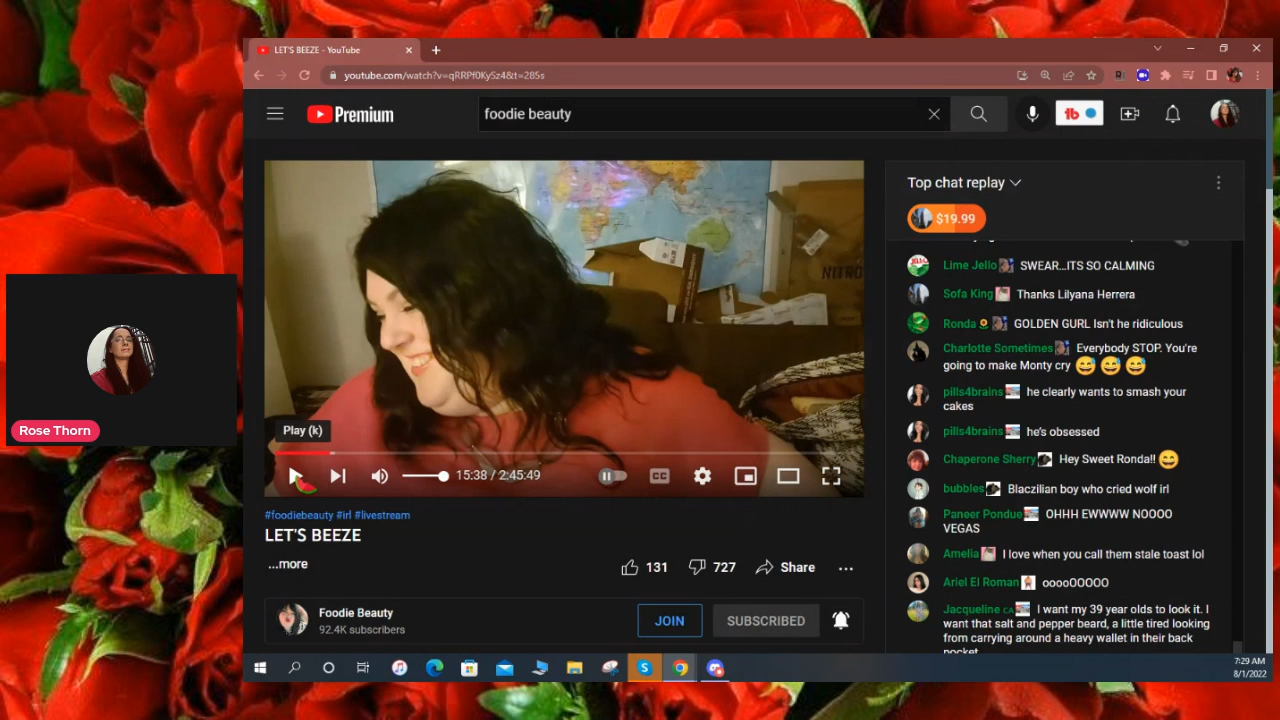 LET'S BEEZE - YouTube
youtube.com/watch?v=qRRPf0KySz4&t=285s
Premium
foodie beauty
Top chat replay
$19.99
Lime Jello SWEAR...ITS SO CALMING
Sofa King Thanks Lilyana Herrera
Ronda GOLDEN GURL Isn't he ridiculous
Charlotte Sometimes Everybody STOP. You're
going to make Monty cry 😅 😅 😅
pills4brains he clearly wants to smash your
cakes
pills4brains he's obsessed
Chaperone Sherry Hey Sweet Ronda!! 😄
bubbles Blaczilian boy who cried wolf irl
Paneer Pondue OHHH EWWWW NOOOO
VEGAS
Amelia I love when you call them stale toast lol
Ariel El Roman ooooOOOOO
Jacqueline CA I want my 39 year olds to look it. I
want that salt and pepper beard, a little tired looking
from carrying around a heavy wallet in their back
pocket
NITRO
Play (k)
15:38 / 2:45:49
CC
#foodiebeauty #irl #livestream
LET'S BEEZE
...more
131
727
Share
Foodie Beauty
92.4K subscribers
JOIN
SUBSCRIBED
Rose Thorn
7:29 AM
8/1/2022